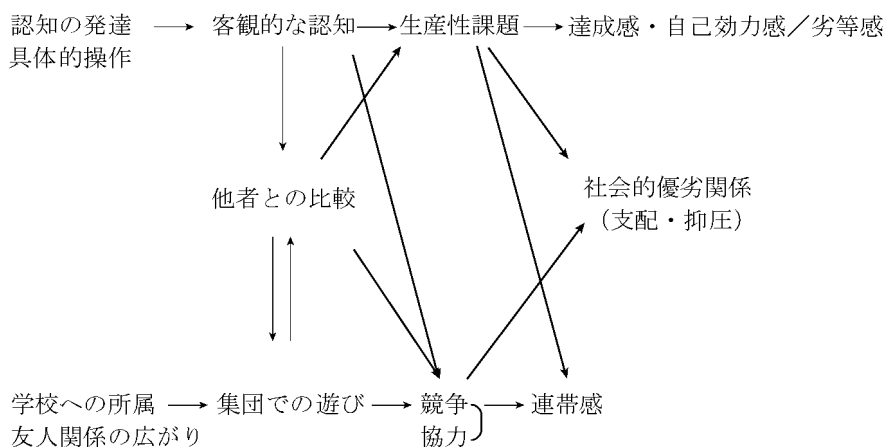 認知の発達
具体的操作
客観的な認知
生産性課題
達成感・自己効力感／劣等感
他者との比較
社会的優劣関係
（支配・抑圧）
学校への所属
友人関係の広がり
集団での遊び
競争
協力
連帯感